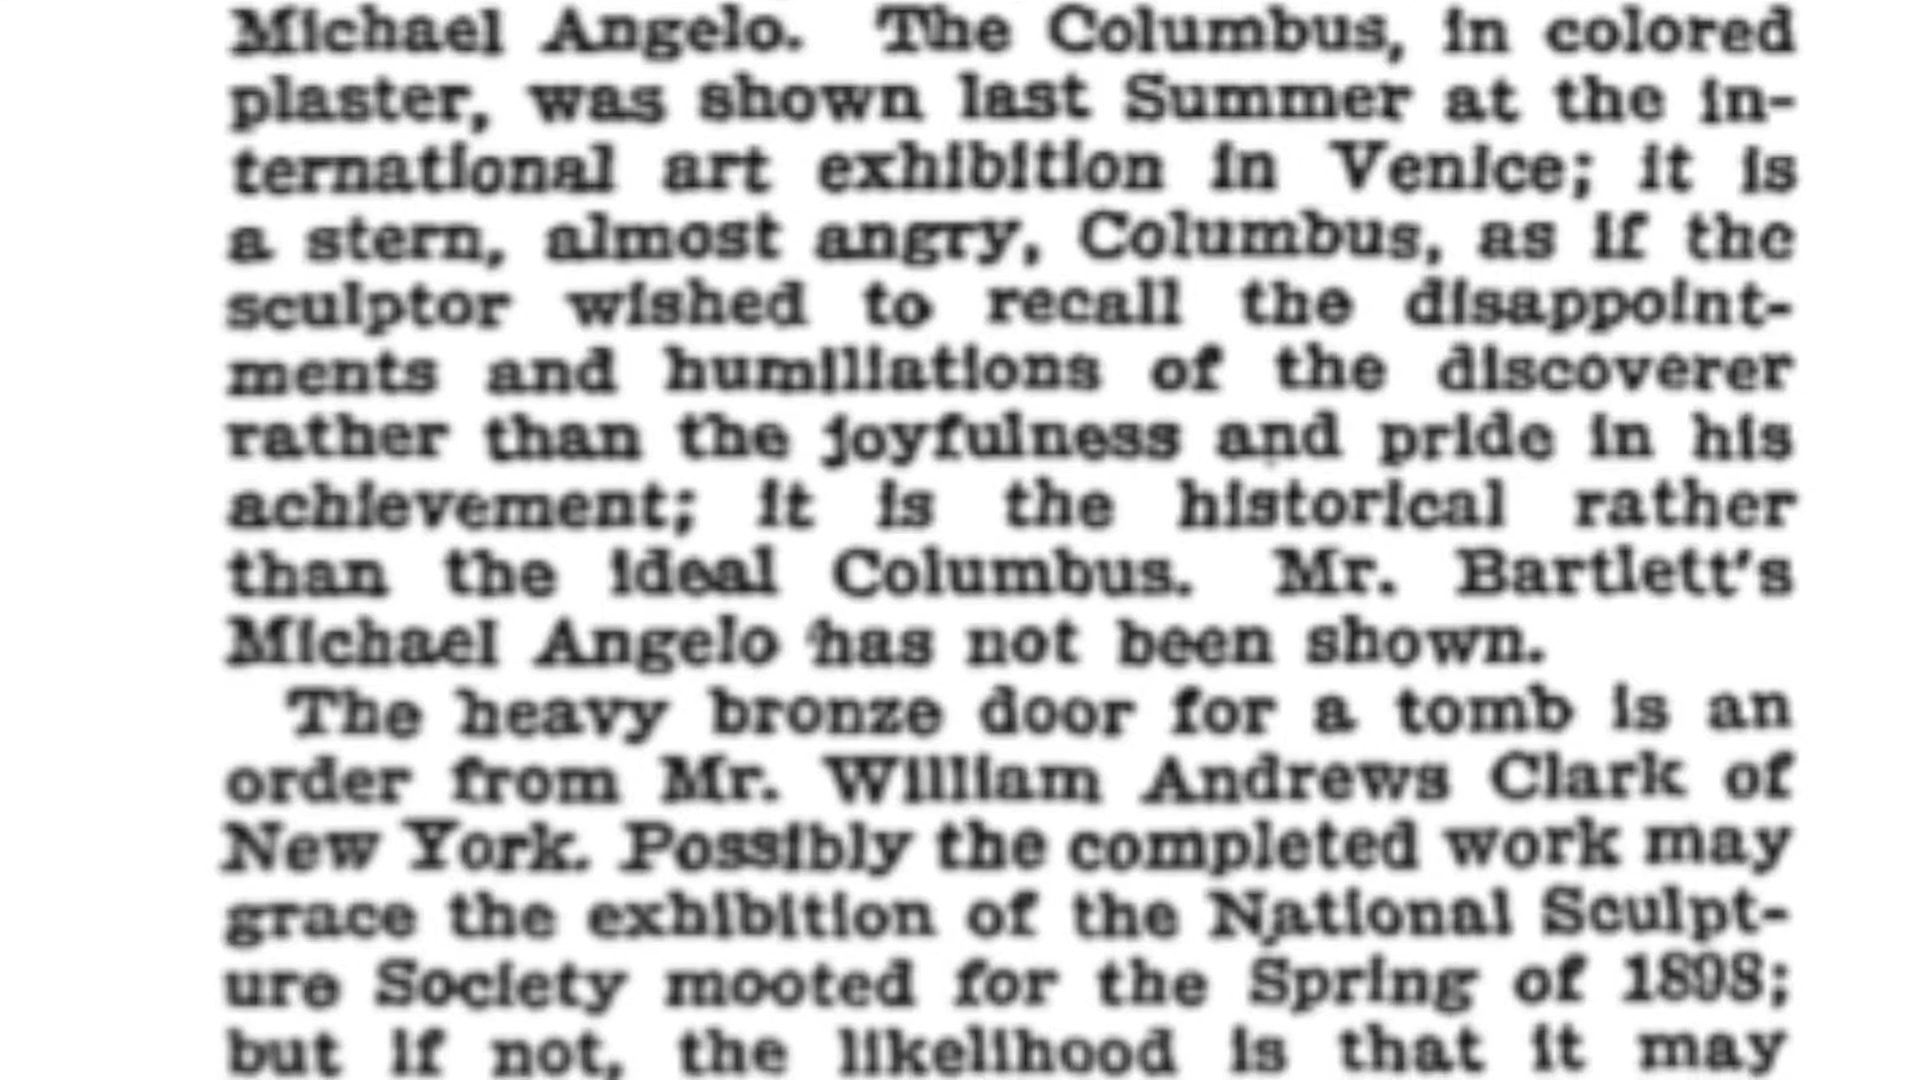 Michael Angelo. The Columbus, in colored
plaster, was shown last Summer at the in-
ternational art exhibition in Venice; it is
a stern, almost angry, Columbus, as if the
sculptor wished to recall the disappoint-
ments and humiliations of the discoverer
rather than the joyfulness and pride in his
achievement; it is the historical rather
than the ideal Columbus. Mr. Bartlett's
Michael Angelo has not been shown.
The heavy bronze door for a tomb is an
order from Mr. William Andrews Clark of
New York. Possibly the completed work may
grace the exhibition of the National Sculpt-
ure Society mooted for the Spring of 1898;
but if not, the likelihood is that it may